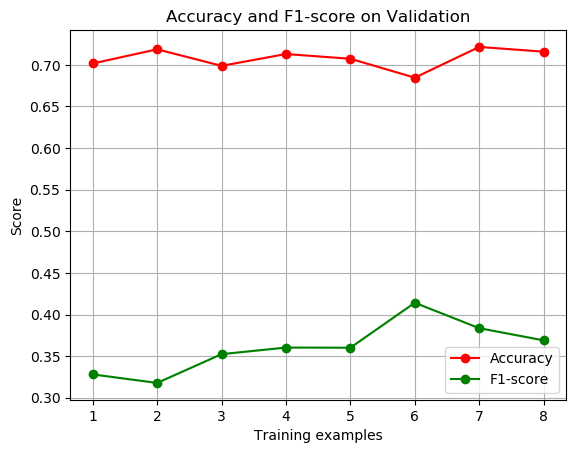 Accuracy and F1-score on Validation
Score
0.70
0.65
0.60
0.55
0.50
0.45
0.40
0.35
0.30
Accuracy
F1-score
1 2 3 4 5 6 7 8
Training examples